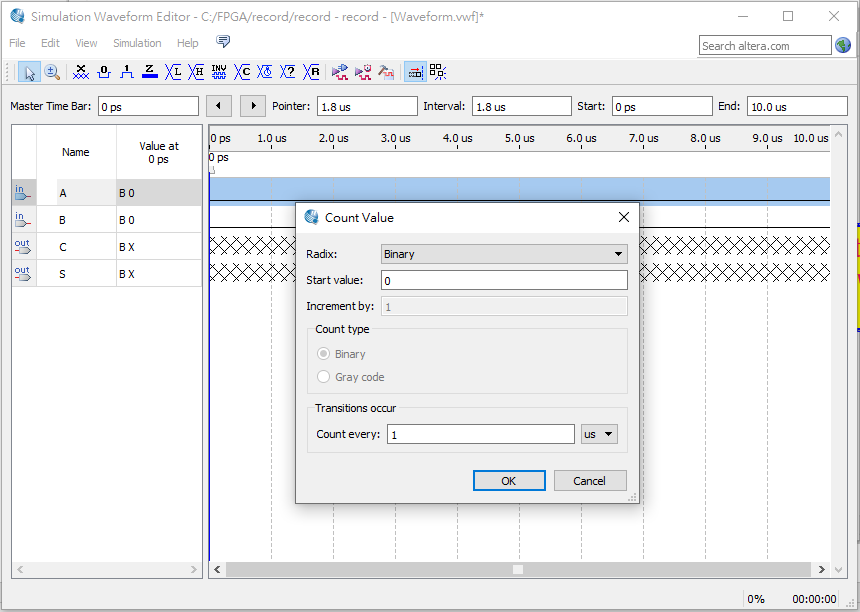 Simulation Waveform Editor - C:/FPGA/record/record - record - [Waveform.vwf]*
File Edit View Simulation Help
Search altera.com
Z XL XH INV XC X? XR
Master Time Bar: 0 ps Pointer: 1.8 us Interval: 1.8 us Start: 0 ps End: 10.0 us
Name
Value at
0 ps
0 ps 1.0 us 2.0 us 3.0 us 4.0 us 5.0 us 6.0 us 7.0 us 8.0 us 9.0 us 10.0 us
0 ps
in A B 0
in B B 0
out C B X
out S B X
Count Value
Radix: Binary
Start value: 0
Increment by: 1
Count type
Binary
Gray code
Transitions occur
Count every: 1 us
OK Cancel
0% 00:00:00